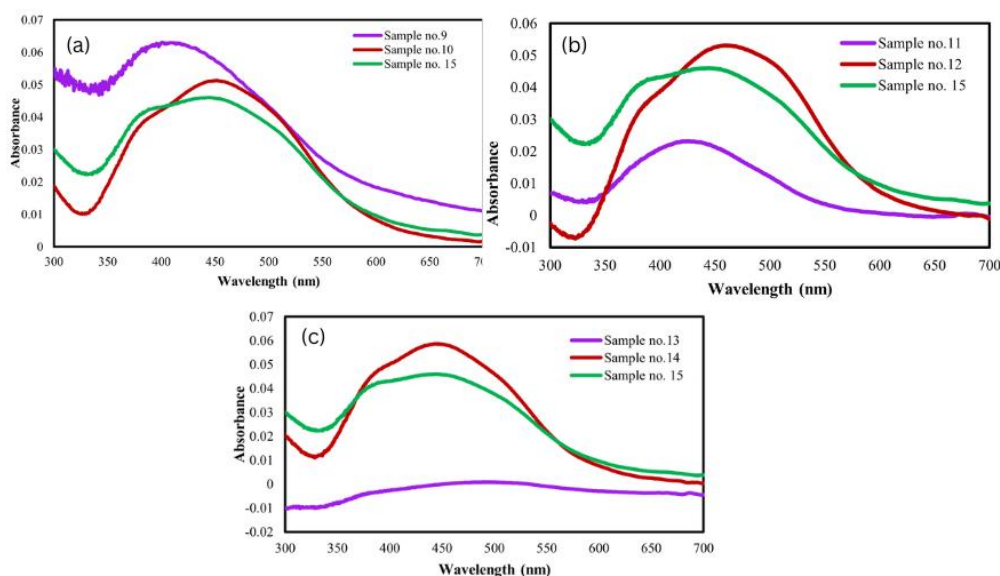 (a)
Sample no.9
Sample no.10
Sample no. 15
0.07
0.06
0.05
0.04
0.03
0.02
0.01
0
Absorbance
300 350 400 450 500 550 600 650 700
Wavelength (nm)
(b)
Sample no.11
Sample no.12
Sample no. 15
0.06
0.05
0.04
0.03
0.02
0.01
0
-0.01
Absorbance
300 350 400 450 500 550 600 650 700
Wavelength (nm)
(c)
Sample no.13
Sample no.14
Sample no. 15
0.07
0.06
0.05
0.04
0.03
0.02
0.01
0
-0.01
-0.02
Absorbance
300 350 400 450 500 550 600 650 700
Wavelength (nm)